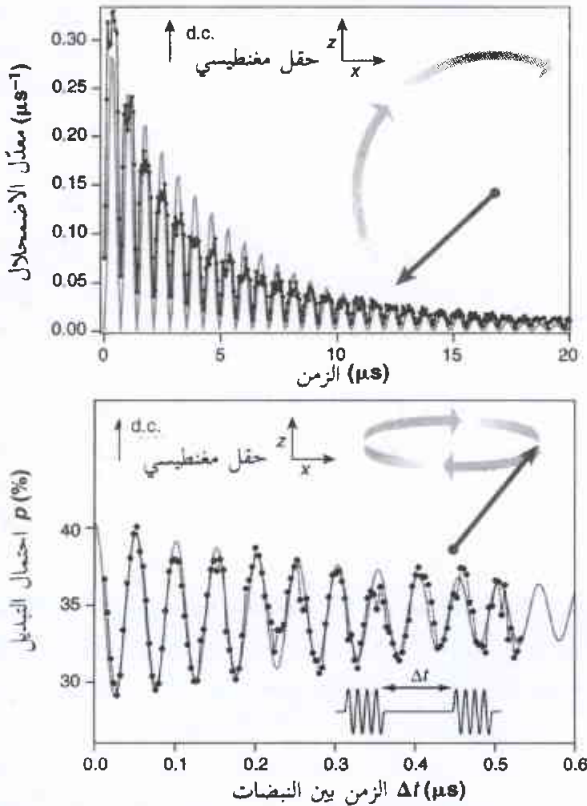 0.30
0.25
0.20
0.15
0.10
0.05
0.00
معدّل الاضمحلال (μs⁻¹)
d.c.
حقل مغنطيسي
z
x
0 5 10 15 20
الزمن (μs)
d.c.
حقل مغنطيسي
z
x
40
35
30
احتمال التبديل p (%)
Δt
0.0 0.1 0.2 0.3 0.4 0.5 0.6
الزمن بين النبضات Δt (μs)